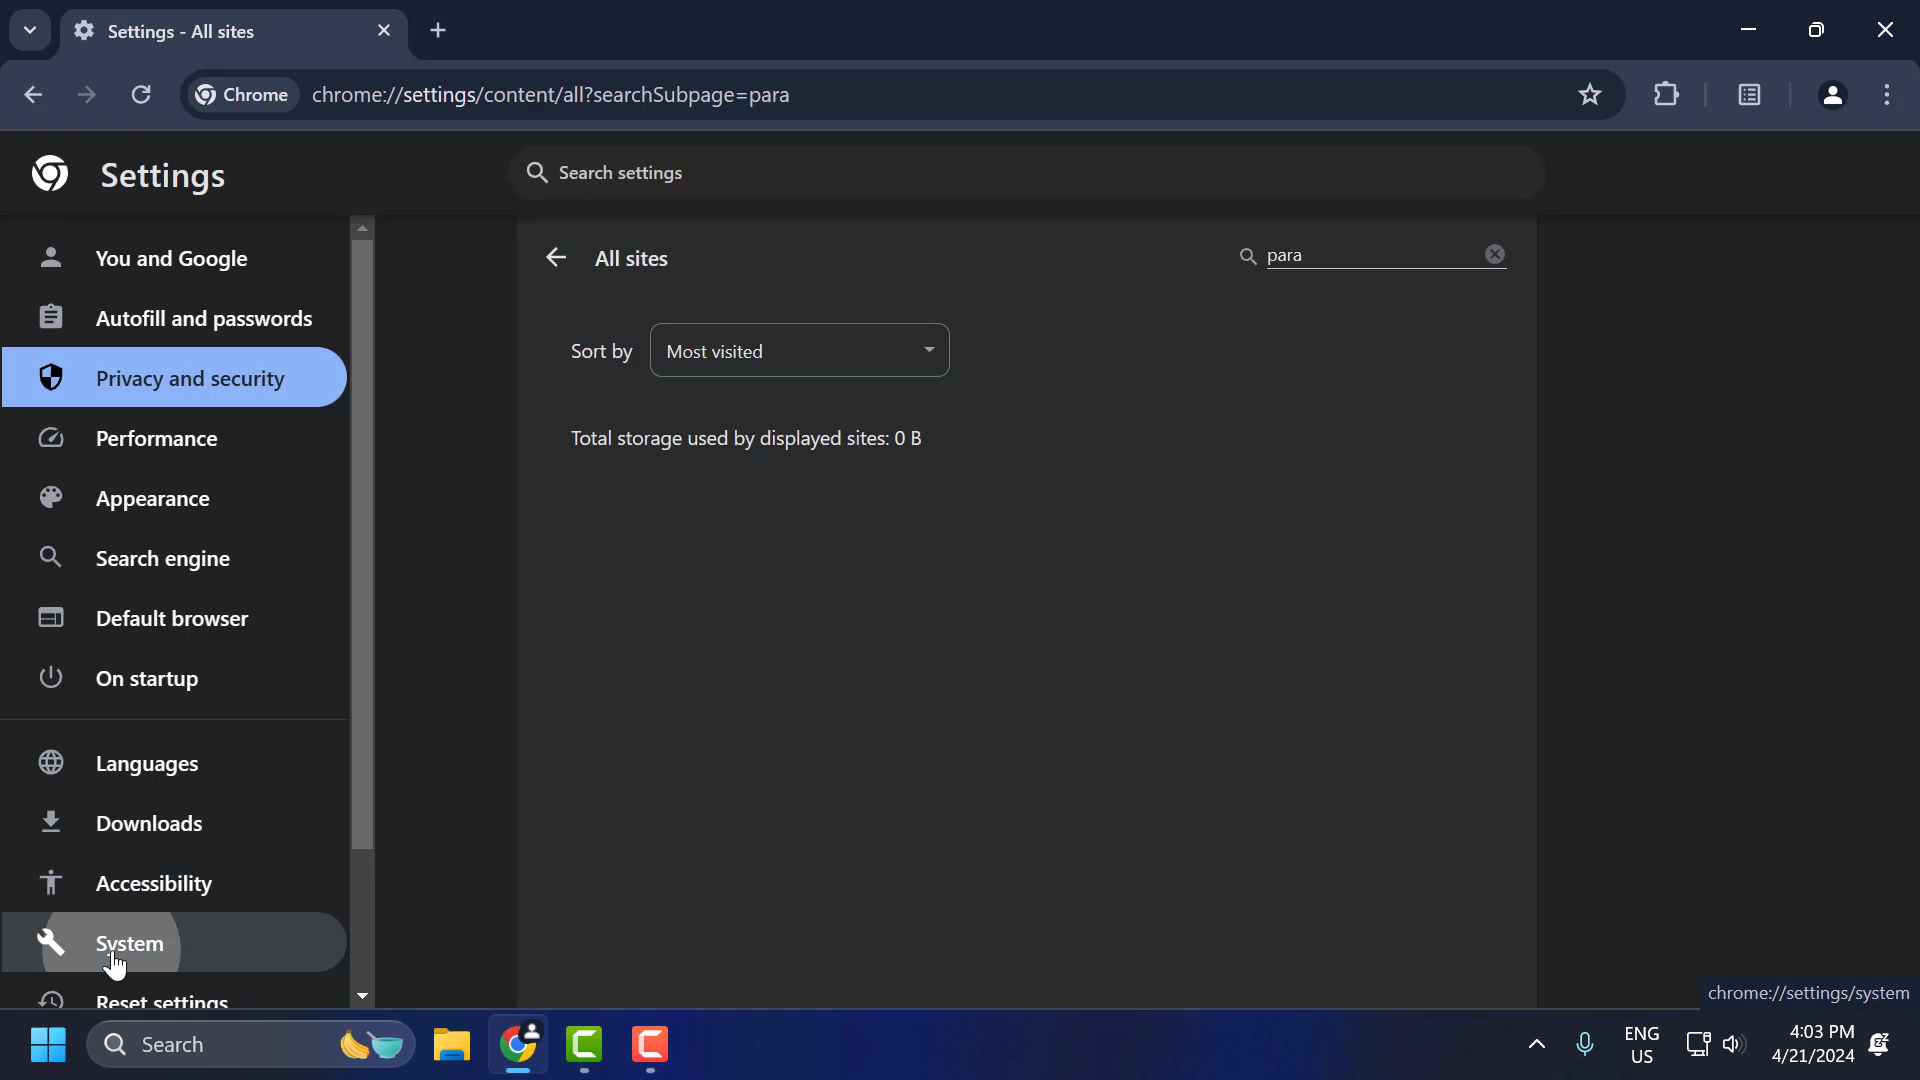 Settings - All sites
Chrome
chrome://settings/content/all?searchSubpage=para
Settings
Search settings
You and Google
Autofill and passwords
Privacy and security
Performance
Appearance
Search engine
Default browser
On startup
Languages
Downloads
Accessibility
System
Reset settings
All sites
para
Sort by
Most visited
Total storage used by displayed sites: 0 B
chrome://settings/system
Search
ENG
US
4:03 PM
4/21/2024